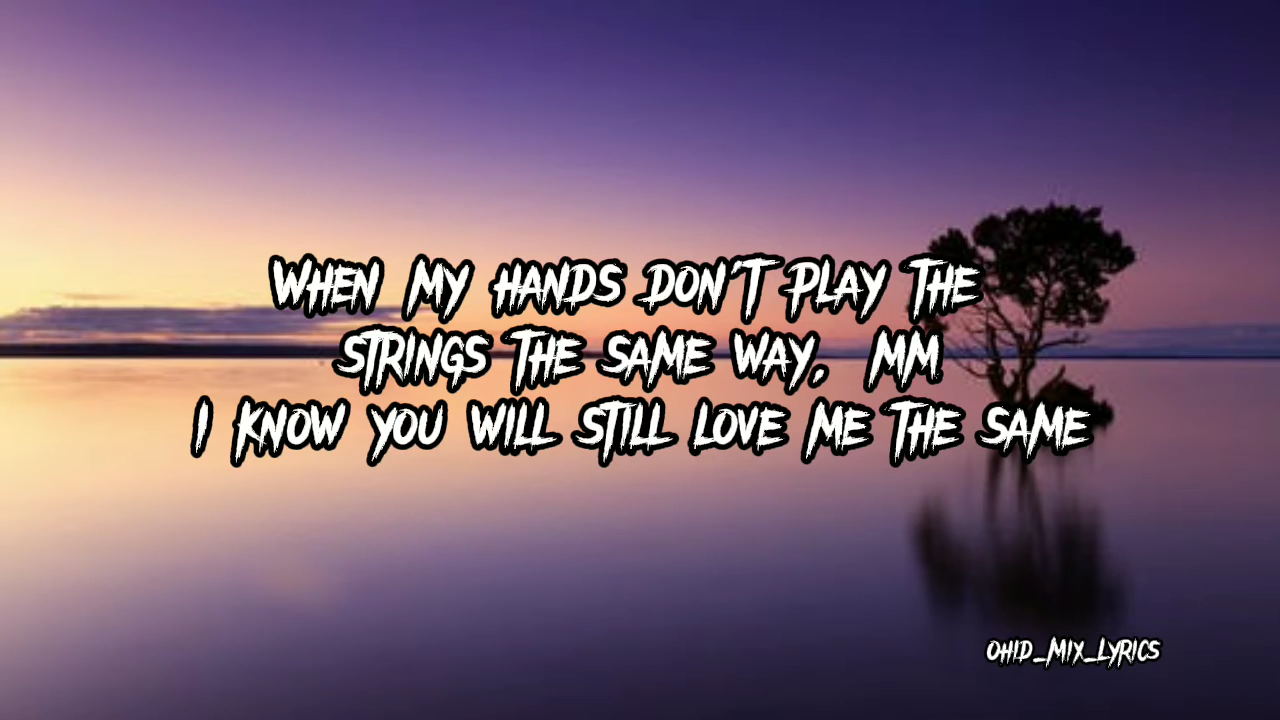 WHEN MY HANDS DON'T PLAY THE
STRINGS THE SAME WAY, MM
I KNOW YOU WILL STILL LOVE ME THE SAME
OHID_MIX_LYRICS